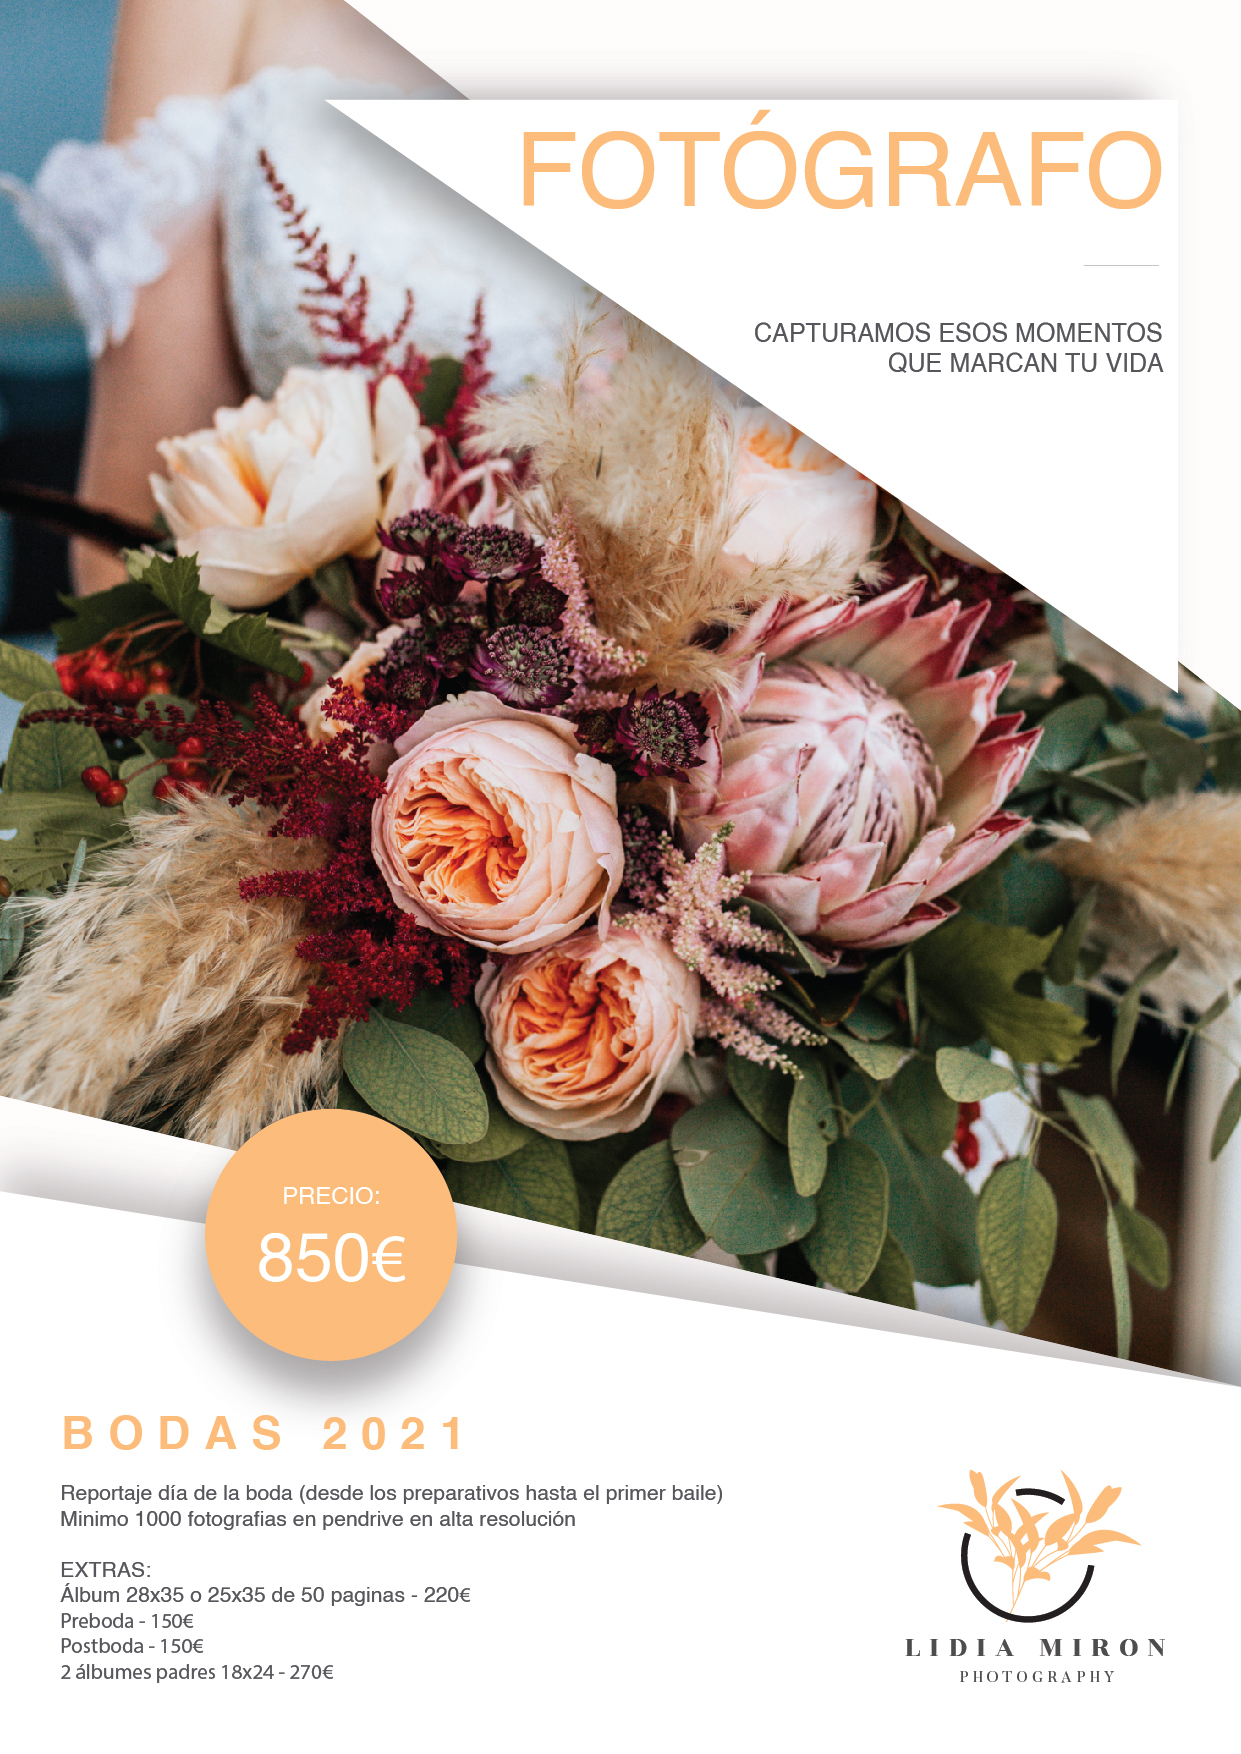 FOTÓGRAFO
CAPTURAMOS ESOS MOMENTOS
QUE MARCAN TU VIDA
PRECIO:
850€
BODAS 2021
Reportaje día de la boda (desde los preparativos hasta el primer baile)
Minimo 1000 fotografias en pendrive en alta resolución
EXTRAS:
Álbum 28x35 o 25x35 de 50 paginas - 220€
Preboda - 150€
Postboda - 150€
2 álbumes padres 18x24 - 270€
LIDIA MIRON
PHOTOGRAPHY